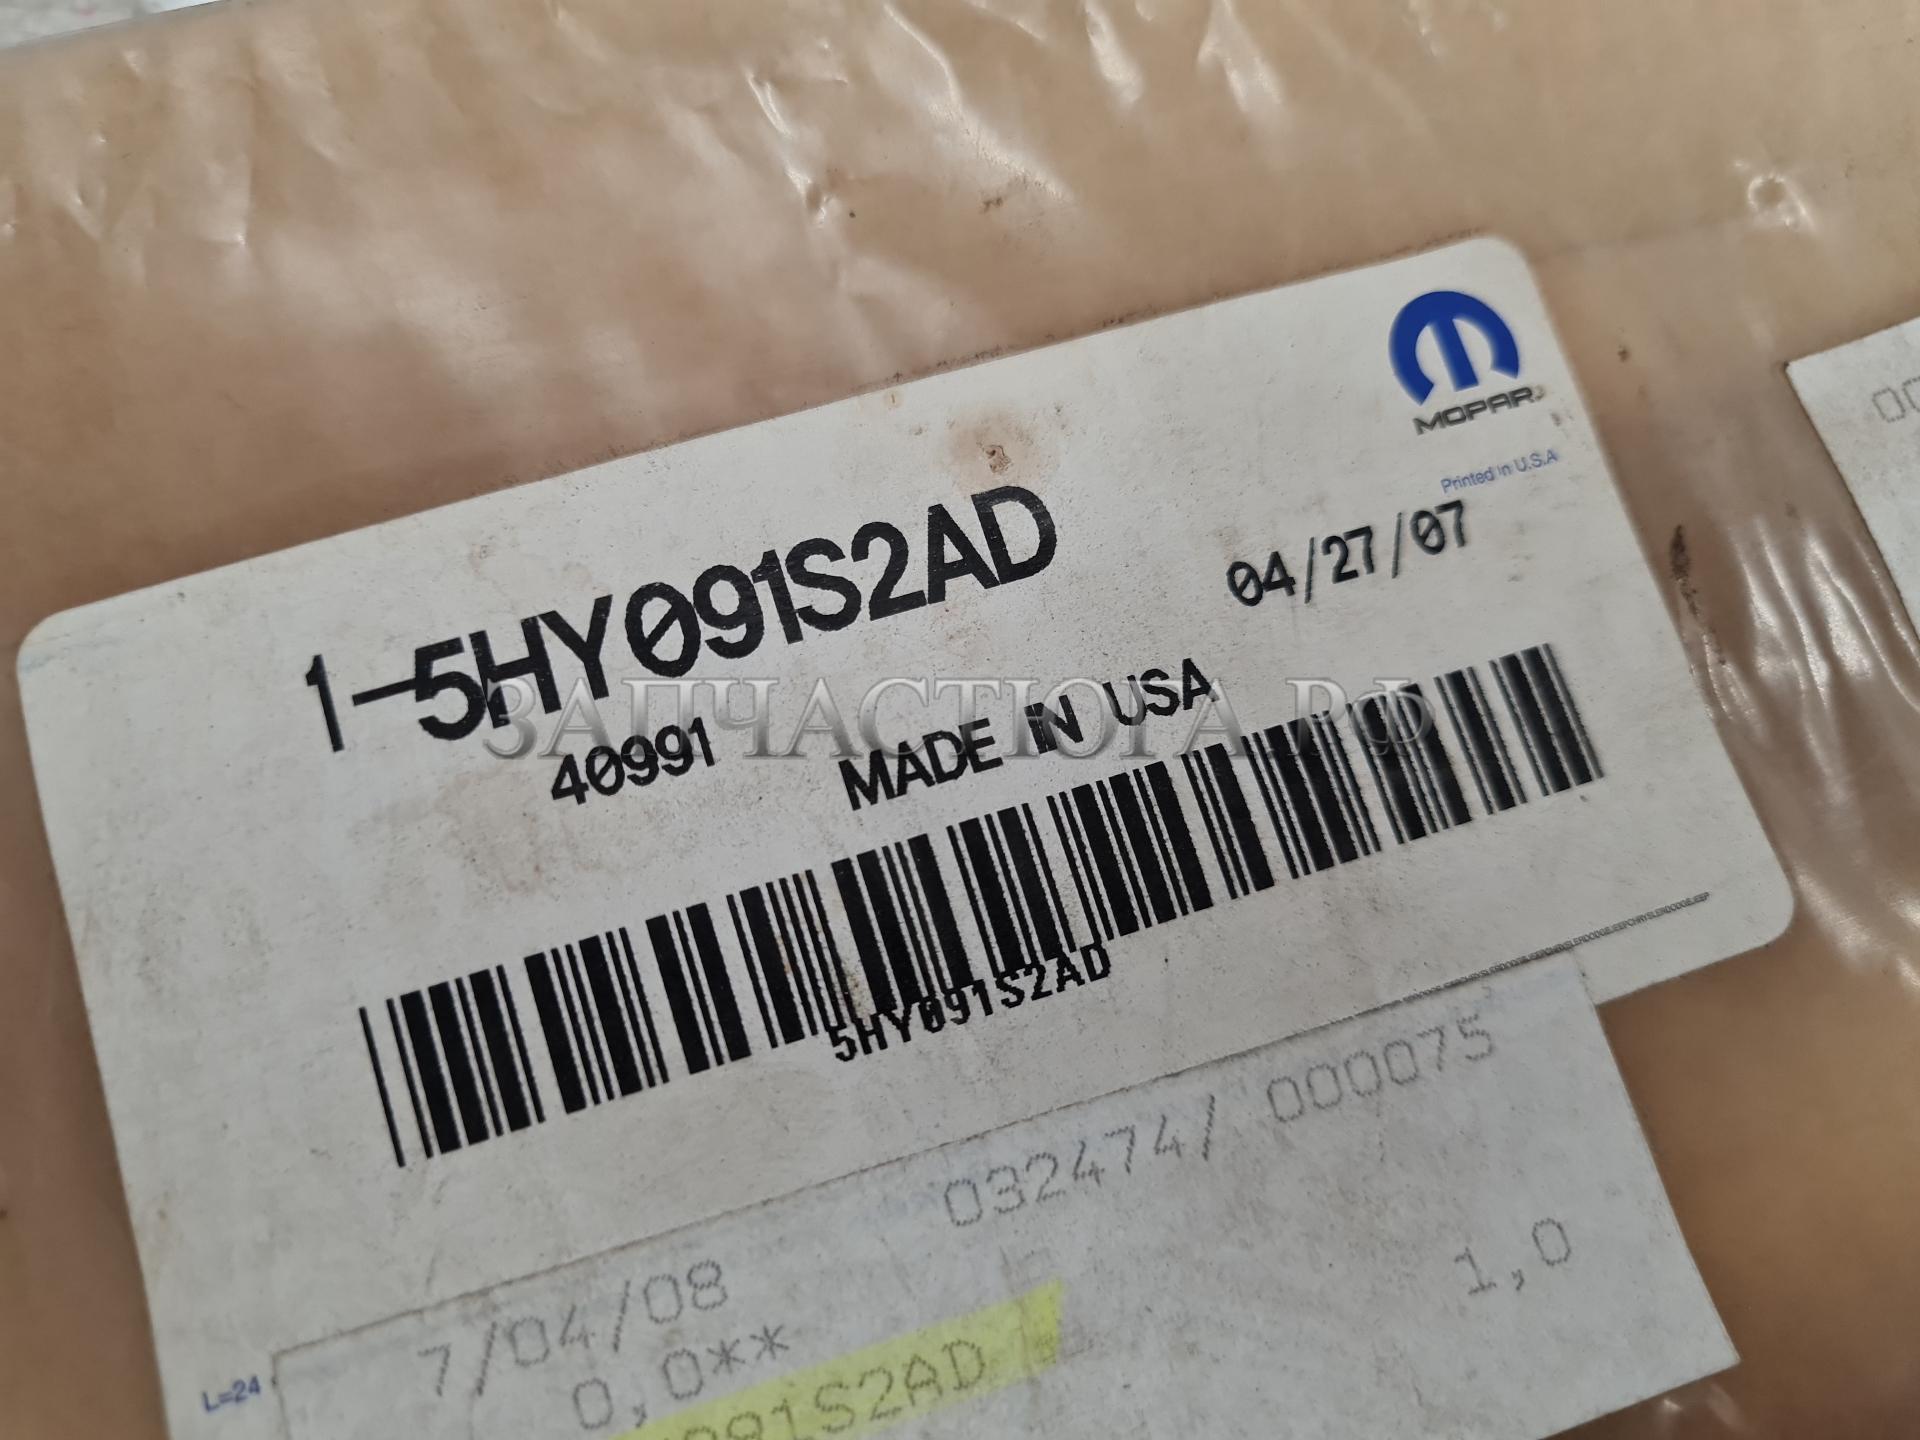 MOPAR
Printed in U.S.A
1-5HY091S2AD
04/27/07
40991 MADE IN USA
ЗАПЧАСТЮГА.РФ
5HY091S2AD
032474/000075
7/04/08
1,0
0,0**
091S2AD
L=24